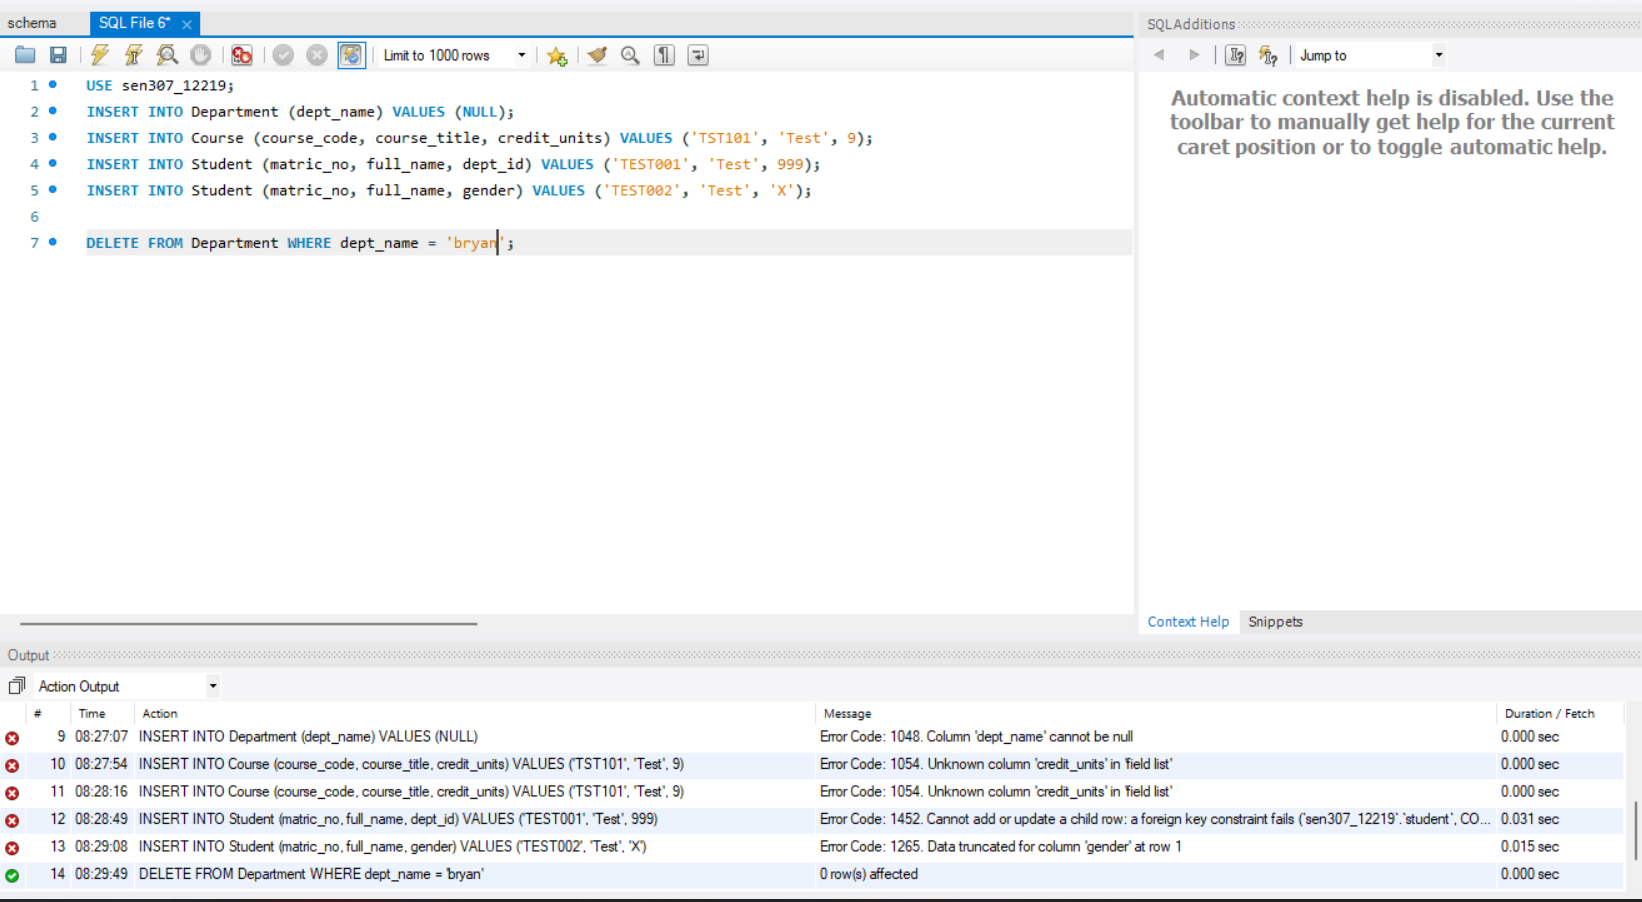 schema
SQL File 6* ×
Limit to 1000 rows
1 USE sen307_12219;
2 INSERT INTO Department (dept_name) VALUES (NULL);
3 INSERT INTO Course (course_code, course_title, credit_units) VALUES ('TST101', 'Test', 9);
4 INSERT INTO Student (matric_no, full_name, dept_id) VALUES ('TEST001', 'Test', 999);
5 INSERT INTO Student (matric_no, full_name, gender) VALUES ('TEST002', 'Test', 'X');
6
7 DELETE FROM Department WHERE dept_name = 'bryan';
SQLAdditions
Jump to
Automatic context help is disabled. Use the
toolbar to manually get help for the current
caret position or to toggle automatic help.
Context Help Snippets
Output
Action Output
# Time Action Message Duration / Fetch
9 08:27:07 INSERT INTO Department (dept_name) VALUES (NULL) Error Code: 1048. Column 'dept_name' cannot be null 0.000 sec
10 08:27:54 INSERT INTO Course (course_code, course_title, credit_units) VALUES ('TST101', 'Test', 9) Error Code: 1054. Unknown column 'credit_units' in 'field list' 0.000 sec
11 08:28:16 INSERT INTO Course (course_code, course_title, credit_units) VALUES ('TST101', 'Test', 9) Error Code: 1054. Unknown column 'credit_units' in 'field list' 0.000 sec
12 08:28:49 INSERT INTO Student (matric_no, full_name, dept_id) VALUES ('TEST001', 'Test', 999) Error Code: 1452. Cannot add or update a child row: a foreign key constraint fails (`sen307_12219`.`student`, CO... 0.031 sec
13 08:29:08 INSERT INTO Student (matric_no, full_name, gender) VALUES ('TEST002', 'Test', 'X') Error Code: 1265. Data truncated for column 'gender' at row 1 0.015 sec
14 08:29:49 DELETE FROM Department WHERE dept_name = 'bryan' 0 row(s) affected 0.000 sec